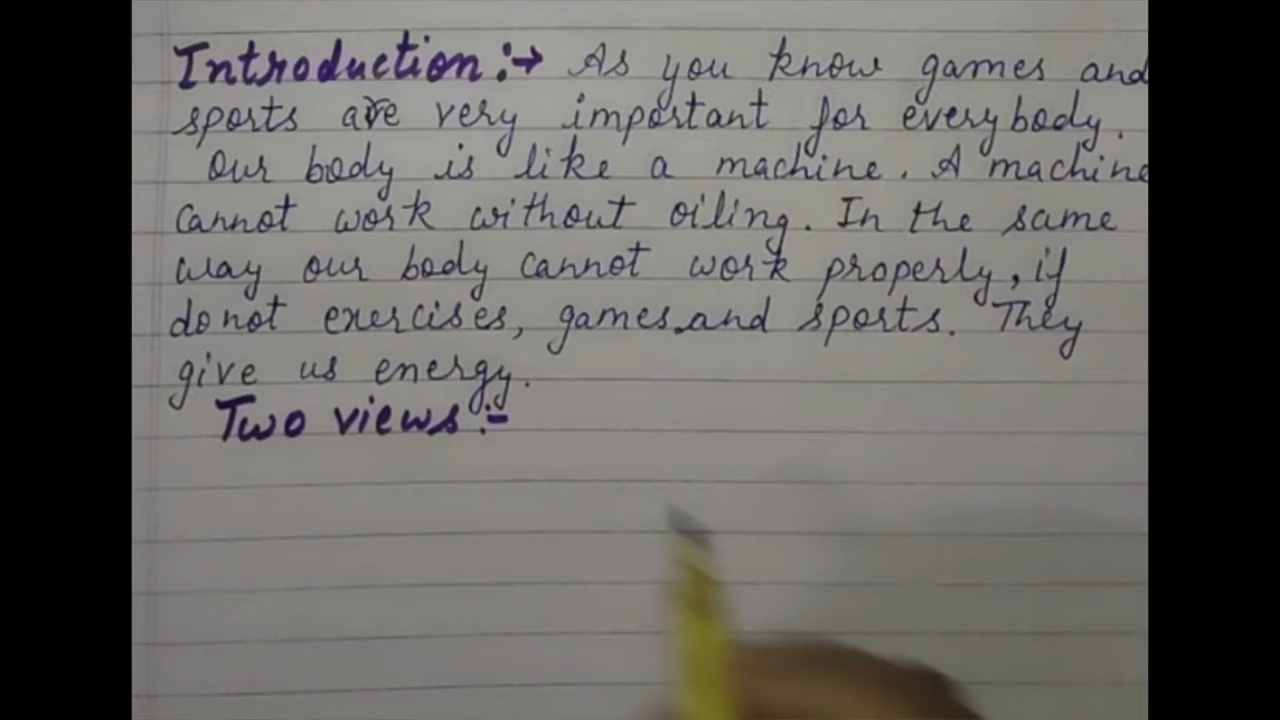 Introduction:→ As you know games and
sports are very important for everybody.
Our body is like a machine. A machine
cannot work without oiling. In the same
way our body cannot work properly, if
do not exercises, games and sports. They
give us energy.
Two views:-